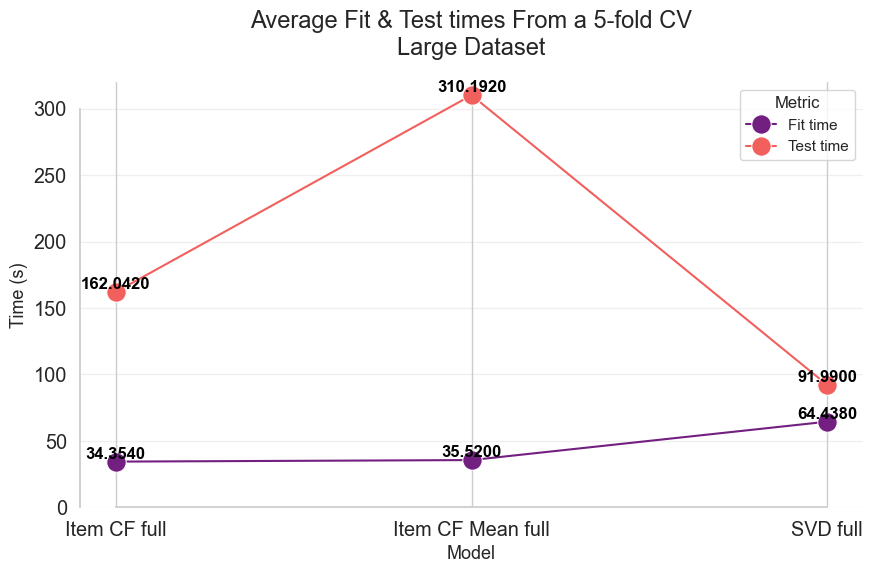 Average Fit & Test times From a 5-fold CV
Large Dataset
310.1920
300
Metric
Fit time
Test time
250
200
162.0420
150
Time (s)
100
91.9900
64.4380
50
34.3540
35.5200
0
Item CF full
Item CF Mean full
SVD full
Model